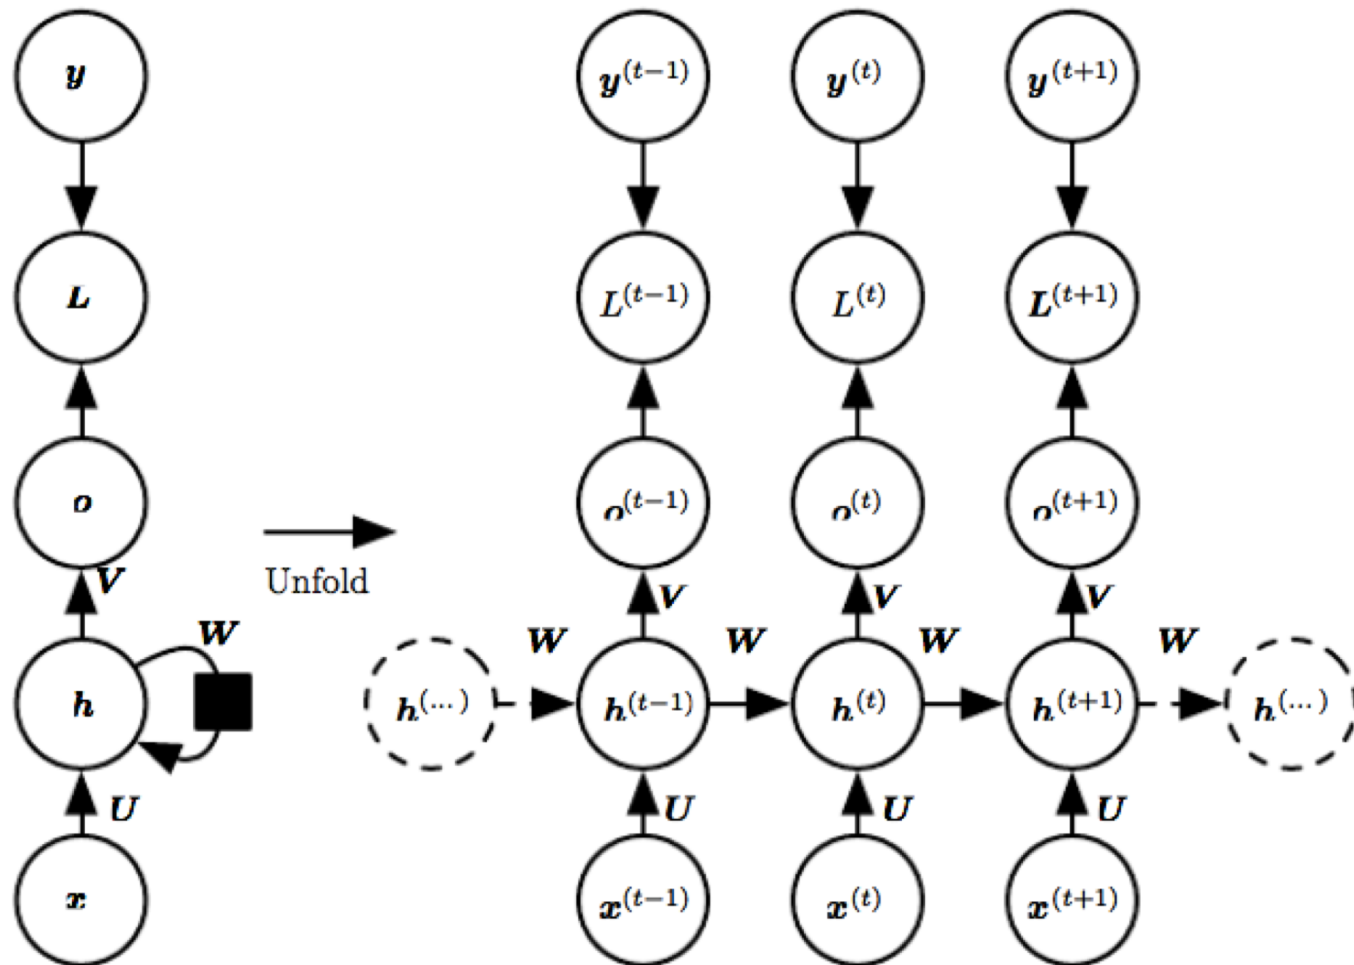 y y^(t−1) y^(t) y^(t+1)
L L^(t−1) L^(t) L^(t+1)
o o^(t−1) o^(t) o^(t+1)
Unfold
V V V V
W W W W W
h h^(...) h^(t−1) h^(t) h^(t+1) h^(...)
U U U U
x x^(t−1) x^(t) x^(t+1)